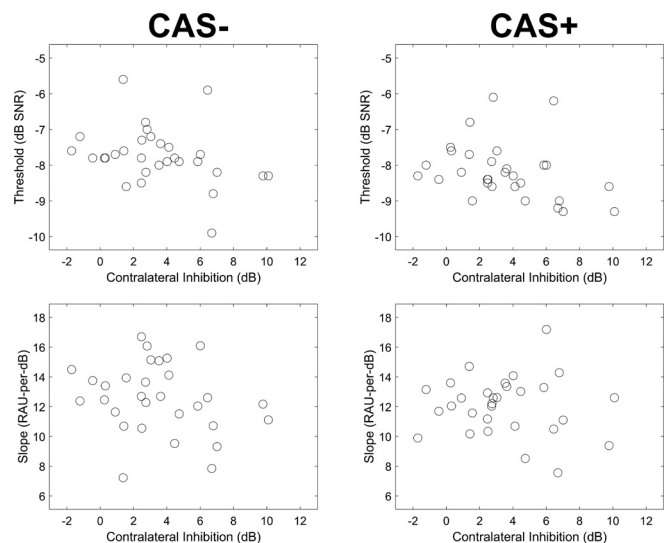 CAS-
CAS+
-5
-6
-7
-8
-9
-10
Threshold (dB SNR)
-2 0 2 4 6 8 10 12
Contralateral Inhibition (dB)
-5
-6
-7
-8
-9
-10
Threshold (dB SNR)
-2 0 2 4 6 8 10 12
Contralateral Inhibition (dB)
18
16
14
12
10
8
6
Slope (RAU-per-dB)
-2 0 2 4 6 8 10 12
Contralateral Inhibition (dB)
18
16
14
12
10
8
6
Slope (RAU-per-dB)
-2 0 2 4 6 8 10 12
Contralateral Inhibition (dB)